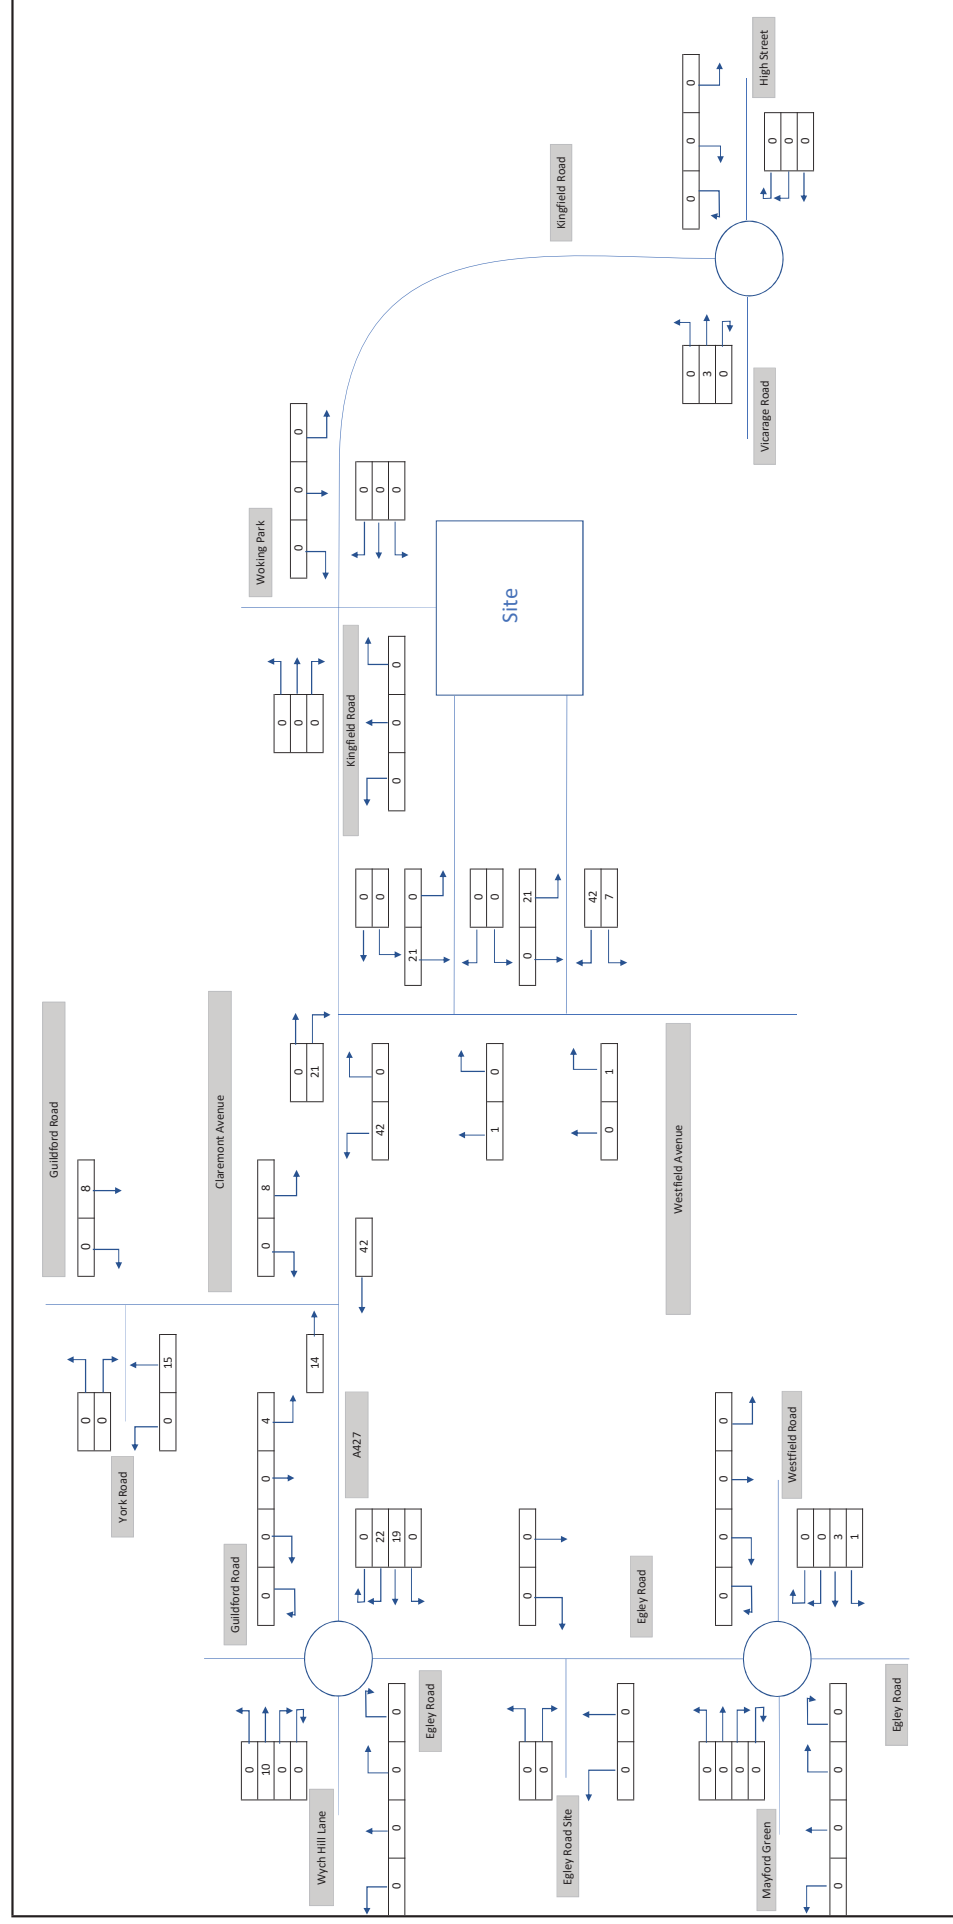 Guildford Road
0 8
0
0
York Road
0 15
Claremont Avenue
Guildford Road
0 0 0 4
0 8
0
10
0
0
Wych Hill Lane
14
0
21
Woking Park
0 0 0
0
0
0
Kingfield Road
A427
0
22
19
0
42
42 0
0
0
21 0
0
0
0
0 0 0
0 0 0 0
Egley Road
Site
1 0
0
0
0 0
0 21
0
0
Egley Road Site
0 0
0 1
42
7
Kingfield Road
Egley Road
Westfield Avenue
0 0 0
0
3
0
0 0 0 0
0
0
0
0
Mayford Green
Westfield Road
Vicarage Road
High Street
0
0
0
0
0
3
1
0 0 0 0
Egley Road